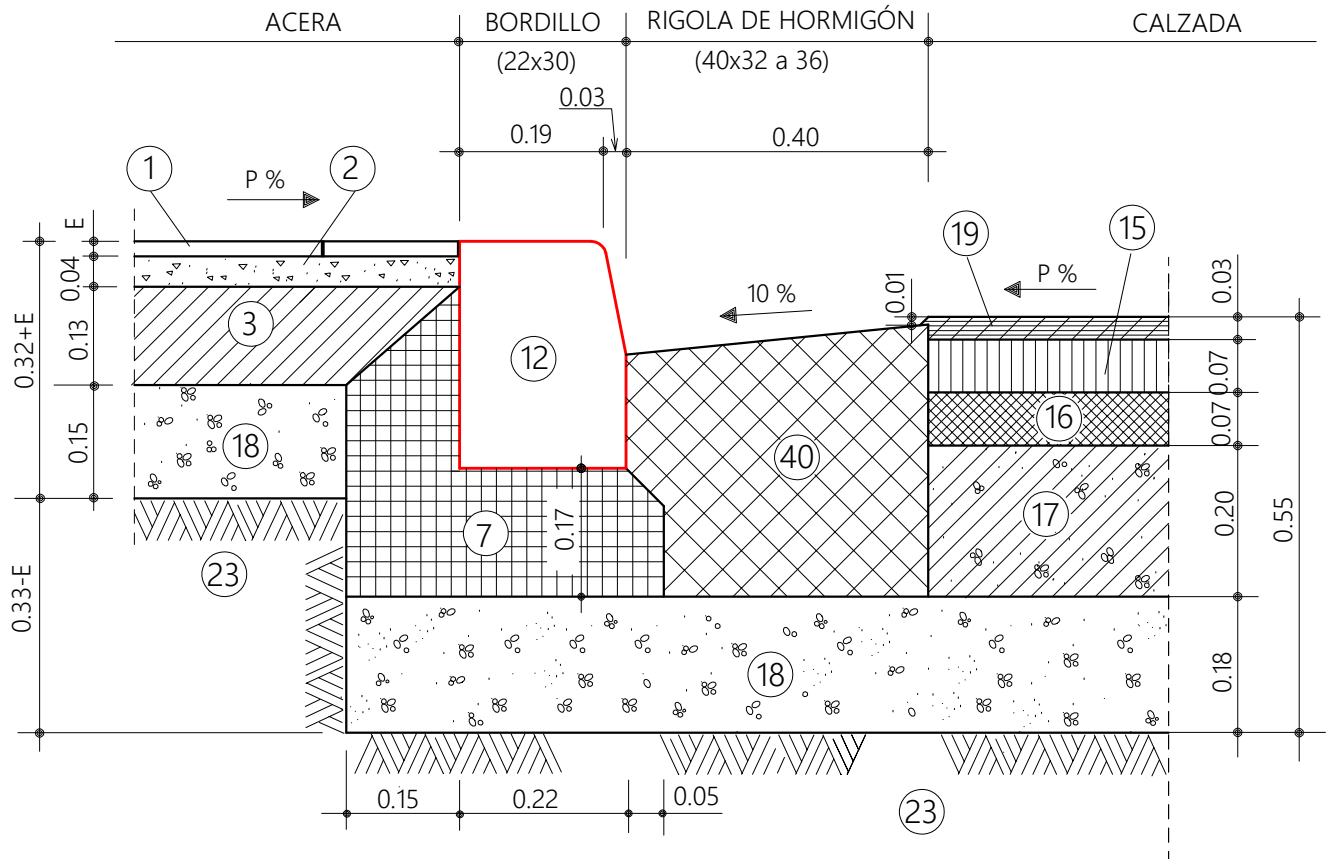 ACERA
BORDILLO
RIGOLA DE HORMIGÓN
CALZADA
(22x30)
(40x32 a 36)
0.03
0.19
0.40
1
2
P %
E
19
15
0.04
0.01
P %
0.03
3
10 %
0.32+E
0.13
12
0.07
16
0.07
18
0.15
40
17
0.20
0.55
7
0.17
23
0.33-E
18
0.18
0.15
0.22
0.05
23